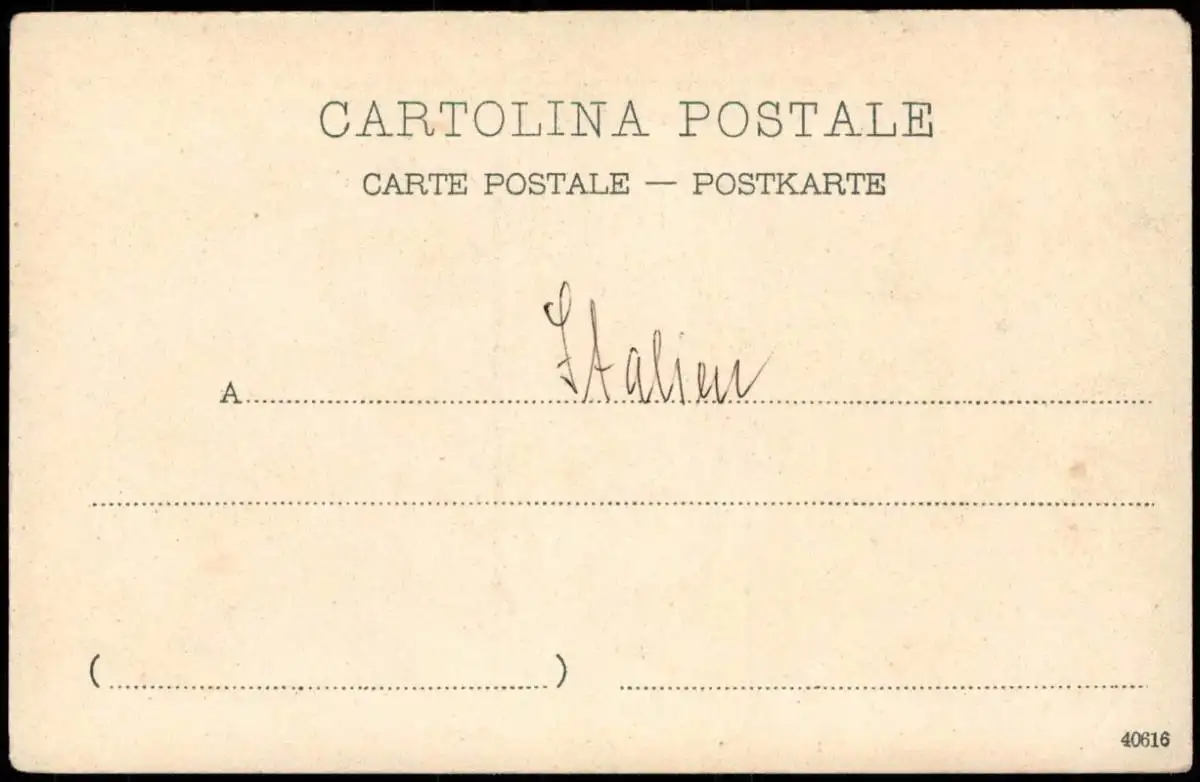 CARTOLINA POSTALE
CARTE POSTALE — POSTKARTE
A Italien
( )
40616